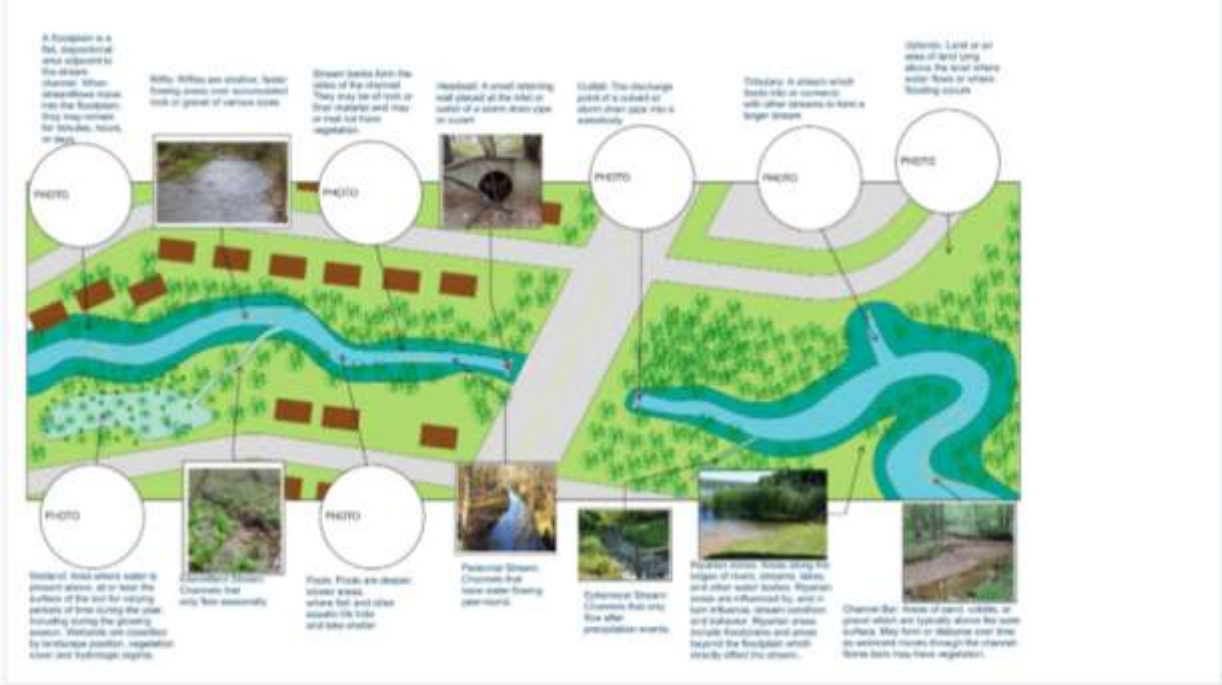 A floodplain is a
flat, depositional
area adjacent to
the stream
channel. When
streamflows move
into the floodplain,
they may remain
for minutes, hours,
or days.
Riffle: Riffles are shallow, faster
flowing areas over accumulated
rock or gravel of various sizes.
Stream banks form the
sides of the channel.
They may be of rock or
finer material and may
or mat not have
vegetation.
Headwall: A small retaining
wall placed at the inlet or
outlet of a storm drain pipe
or culvert
Outfall: The discharge
point of a culvert or
storm drain pipe into a
waterbody
Tributary: A stream which
feeds into or connects
with other streams to form a
larger stream
Uplands: Land or an
area of land lying
above the level where
water flows or where
flooding occurs
PHOTO
PHOTO
PHOTO
PHOTO
PHOTO
PHOTO
PHOTO
Wetland: Area where water is
present above, at or near the
surface of the soil for varying
periods of time during the year,
including during the growing
season. Wetlands are classified
by landscape position, vegetation
cover and hydrologic regime.
Intermittent Stream:
Channels that
only flow seasonally.
Pools: Pools are deeper,
slower areas,
where fish and other
aquatic life hide
and take shelter
Perennial Stream:
Channels that
have water flowing
year-round.
Ephemeral Stream:
Channels that only
flow after
precipitation events.
Riparian zones: Areas along the
edges of rivers, streams, lakes,
and other water bodies. Riparian
areas are influenced by, and in
turn influence, stream condition
and behavior. Riparian areas
include floodplains and areas
beyond the floodplain which
directly affect the stream.
Channel Bar: Areas of sand, cobble, or
gravel which are typically above the water
surface. May form or disburse over time
as sediment moves through the channel.
Some bars may have vegetation.